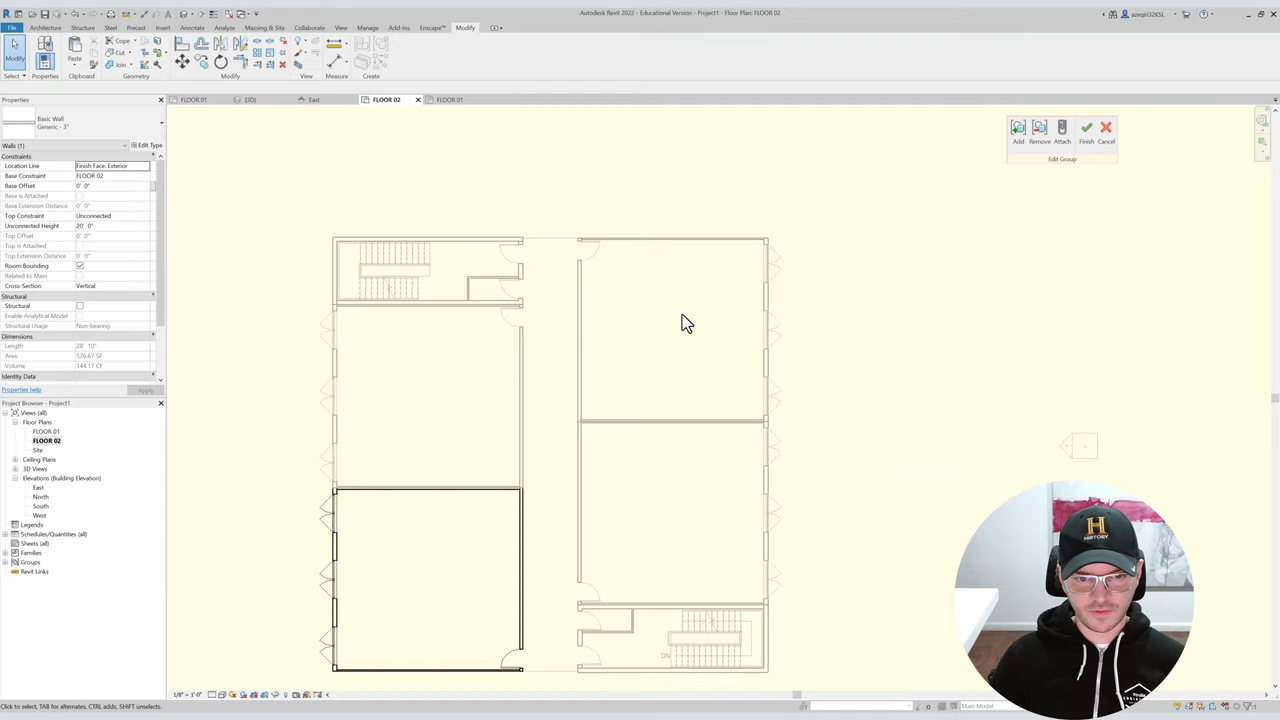 Autodesk Revit 2022 - Educational Version - Project1 - Floor Plan: FLOOR 02
azegiri32KSL
File Architecture Structure Steel Precast Insert Annotate Analyze Massing & Site Collaborate View Manage Add-Ins Enscape™ Modify
Modify
Paste
Cope
Cut
Join
Select Properties Clipboard Geometry Modify View Measure Create
Properties
FLOOR 01
{3D}
East
FLOOR 02
FLOOR 01
Basic Wall
Generic - 3"
Walls (1)
Edit Type
Constraints
Location Line Finish Face: Exterior
Base Constraint FLOOR 02
Base Offset 0' 0"
Base is Attached
Base Extension Distance 0' 0"
Top Constraint Unconnected
Unconnected Height 20' 0"
Top Offset 0' 0"
Top is Attached
Top Extension Distance 0' 0"
Room Bounding
Related to Mass
Cross-Section Vertical
Structural
Structural
Enable Analytical Model
Structural Usage Non-bearing
Dimensions
Length 28' 10"
Area 576.67 SF
Volume 144.17 CF
Identity Data
Properties help
Apply
Project Browser - Project1
Views (all)
Floor Plans
FLOOR 01
FLOOR 02
Site
Ceiling Plans
3D Views
Elevations (Building Elevation)
East
North
South
West
Legends
Schedules/Quantities (all)
Sheets (all)
Families
Groups
Revit Links
Add Remove Attach Finish Cancel
Edit Group
DN
H
HISTORY
1/8" = 1'-0"
Click to select, TAB for alternates, CTRL adds, SHIFT unselects.
Main Model